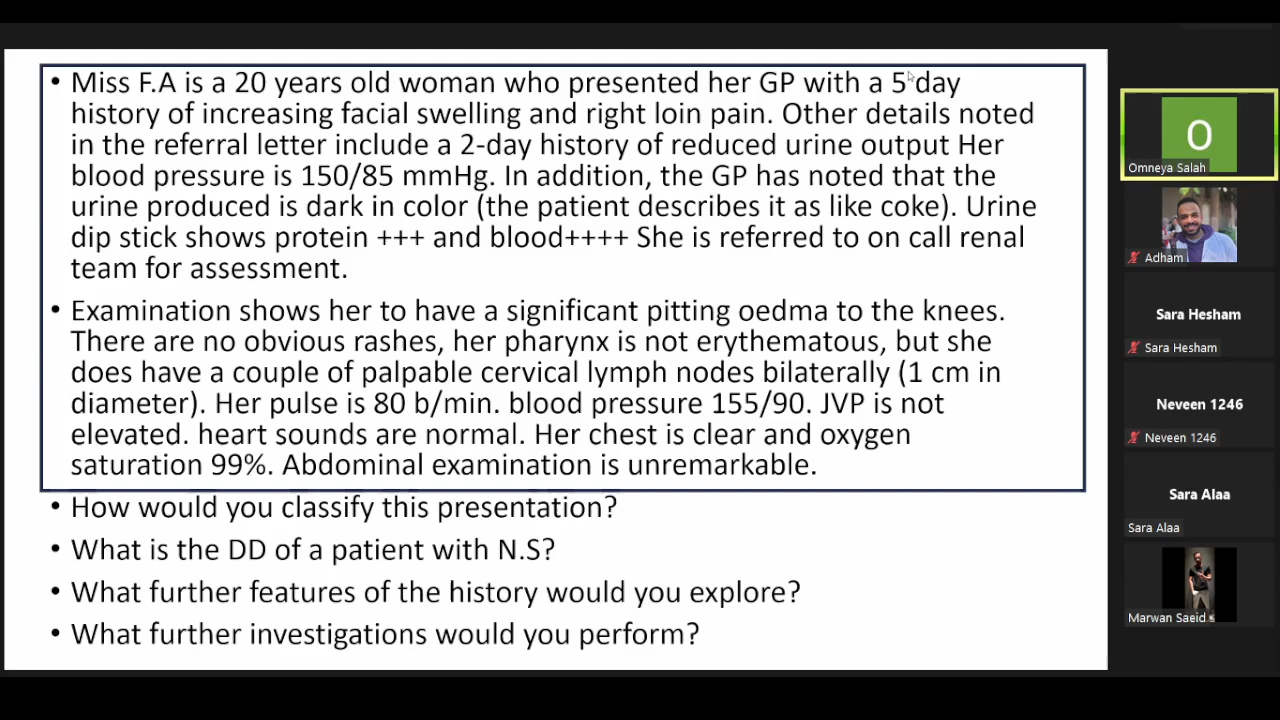 • Miss F.A is a 20 years old woman who presented her GP with a 5 day
history of increasing facial swelling and right loin pain. Other details noted
in the referral letter include a 2-day history of reduced urine output Her
blood pressure is 150/85 mmHg. In addition, the GP has noted that the
urine produced is dark in color (the patient describes it as like coke). Urine
dip stick shows protein +++ and blood++++ She is referred to on call renal
team for assessment.
• Examination shows her to have a significant pitting oedma to the knees.
There are no obvious rashes, her pharynx is not erythematous, but she
does have a couple of palpable cervical lymph nodes bilaterally (1 cm in
diameter). Her pulse is 80 b/min. blood pressure 155/90. JVP is not
elevated. heart sounds are normal. Her chest is clear and oxygen
saturation 99%. Abdominal examination is unremarkable.
• How would you classify this presentation?
• What is the DD of a patient with N.S?
• What further features of the history would you explore?
• What further investigations would you perform?
O
Omneya Salah
Adham
Sara Hesham
Sara Hesham
Neveen 1246
Neveen 1246
Sara Alaa
Sara Alaa
Marwan Saeid